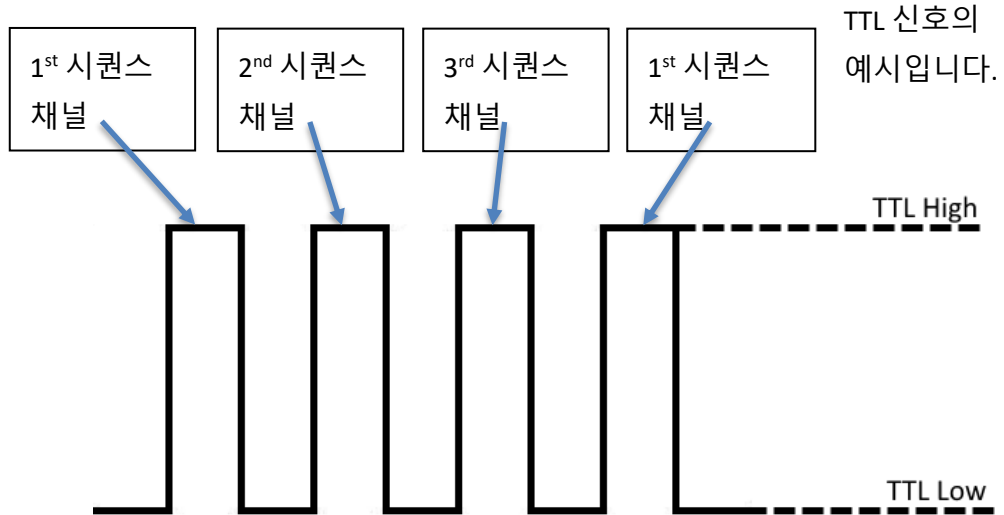 TTL 신호의
예시입니다.
1st 시퀀스
채널
2nd 시퀀스
채널
3rd 시퀀스
채널
1st 시퀀스
채널
TTL High
TTL Low